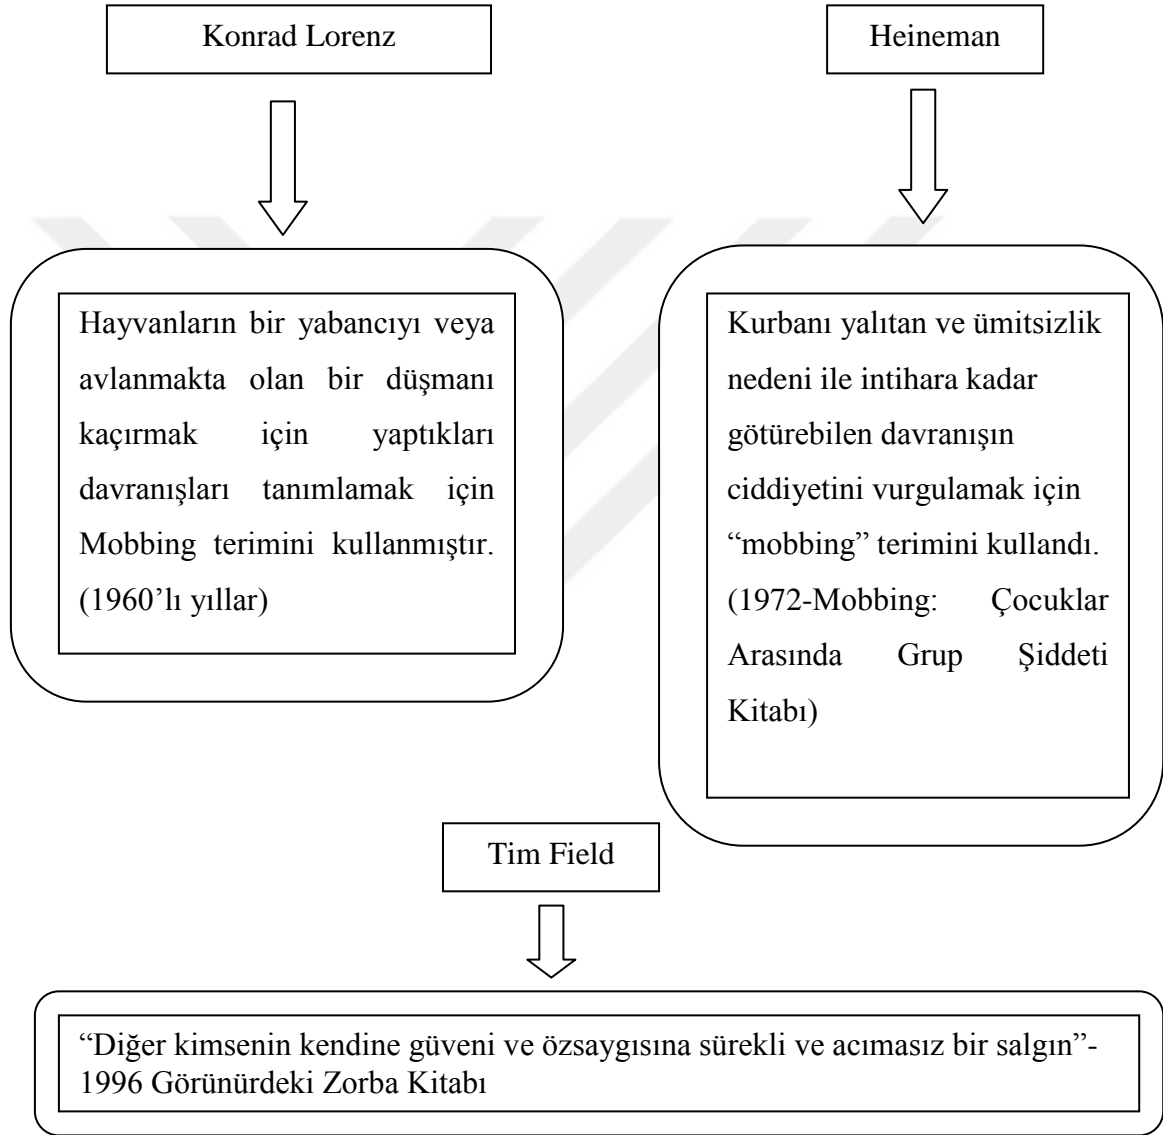 Konrad Lorenz
Hayvanların bir yabancıyı veya
avlanmakta olan bir düşmanı
kaçırmak için yaptıkları
davranışları tanımlamak için
Mobbing terimini kullanmıştır.
(1960’lı yıllar)
Heineman
Kurbanı yalıtan ve ümitsizlik
nedeni ile intihara kadar
götürebilen davranışın
ciddiyetini vurgulamak için
“mobbing” terimini kullandı.
(1972-Mobbing: Çocuklar
Arasında Grup Şiddeti
Kitabı)
Tim Field
“Diğer kimsenin kendine güveni ve özsaygısına sürekli ve acımasız bir salgın”-
1996 Görünürdeki Zorba Kitabı